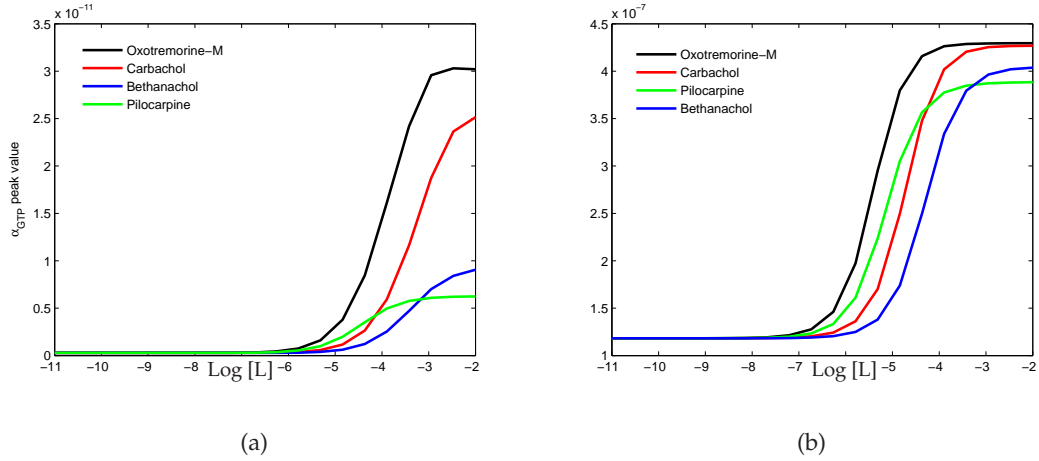 x 10⁻¹¹
3.5
3
2.5
2
1.5
1
0.5
0
α_GTP peak value
Oxotremorine−M
Carbachol
Bethanachol
Pilocarpine
−11 −10 −9 −8 −7 −6 −5 −4 −3 −2
Log [L]
(a)
x 10⁻⁷
4.5
4
3.5
3
2.5
2
1.5
1
Oxotremorine−M
Carbachol
Pilocarpine
Bethanachol
−11 −10 −9 −8 −7 −6 −5 −4 −3 −2
Log [L]
(b)